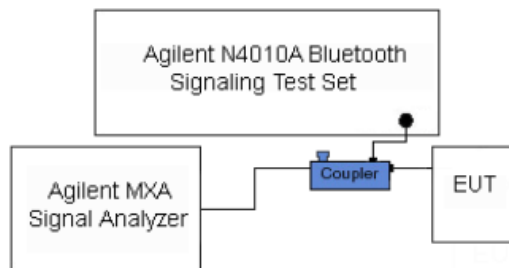 Agilent N4010A Bluetooth
Signaling Test Set
Coupler
Agilent MXA
Signal Analyzer
EUT